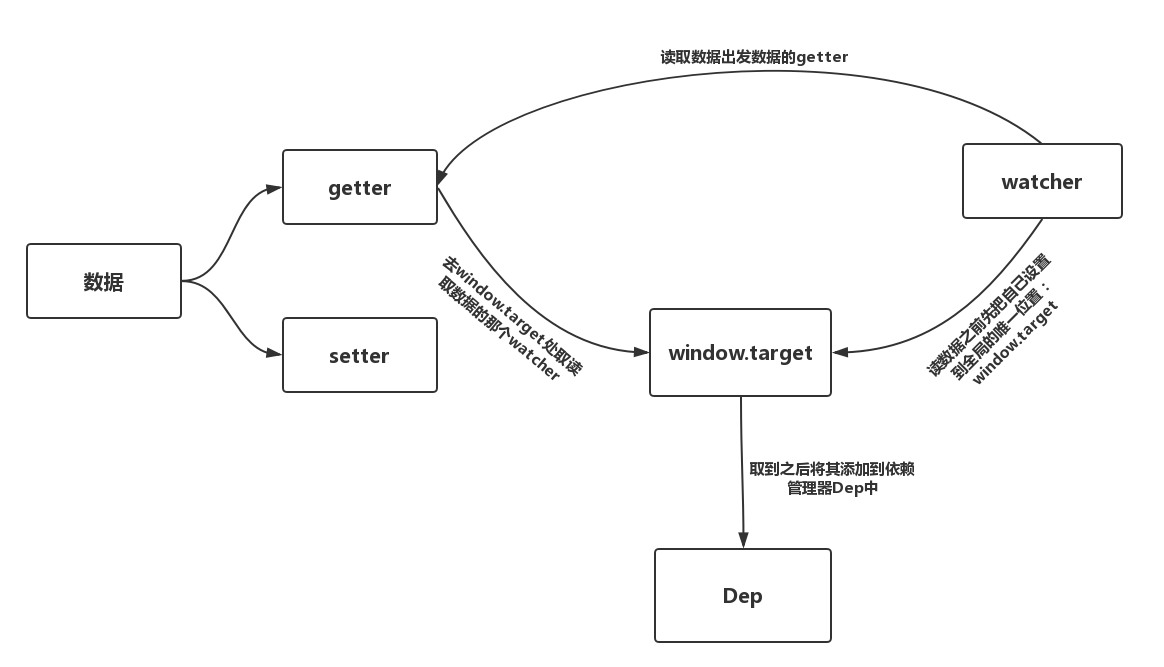 读取数据出发数据的getter
getter
watcher
数据
去window.target处取读
取数据的那个watcher
读数据之前先把自己设置
到全局的唯一位置：
window.target
setter
window.target
取到之后将其添加到依赖
管理器Dep中
Dep